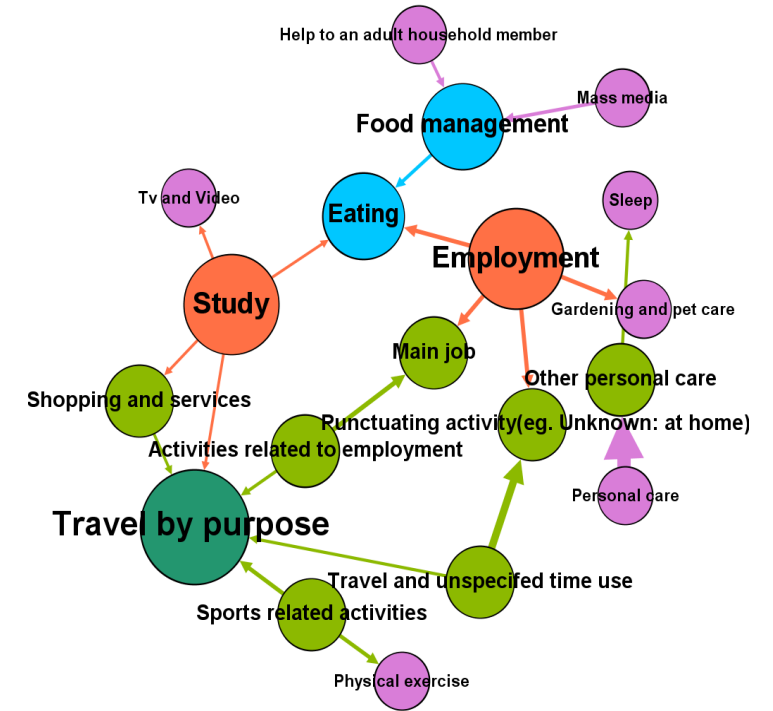 Help to an adult household member
Mass media
Food management
Tv and Video
Sleep
Eating
Employment
Study
Gardening and pet care
Main job
Other personal care
Shopping and services
Punctuating activity(eg. Unknown: at home)
Activities related to employment
Personal care
Travel by purpose
Travel and unspecifed time use
Sports related activities
Physical exercise